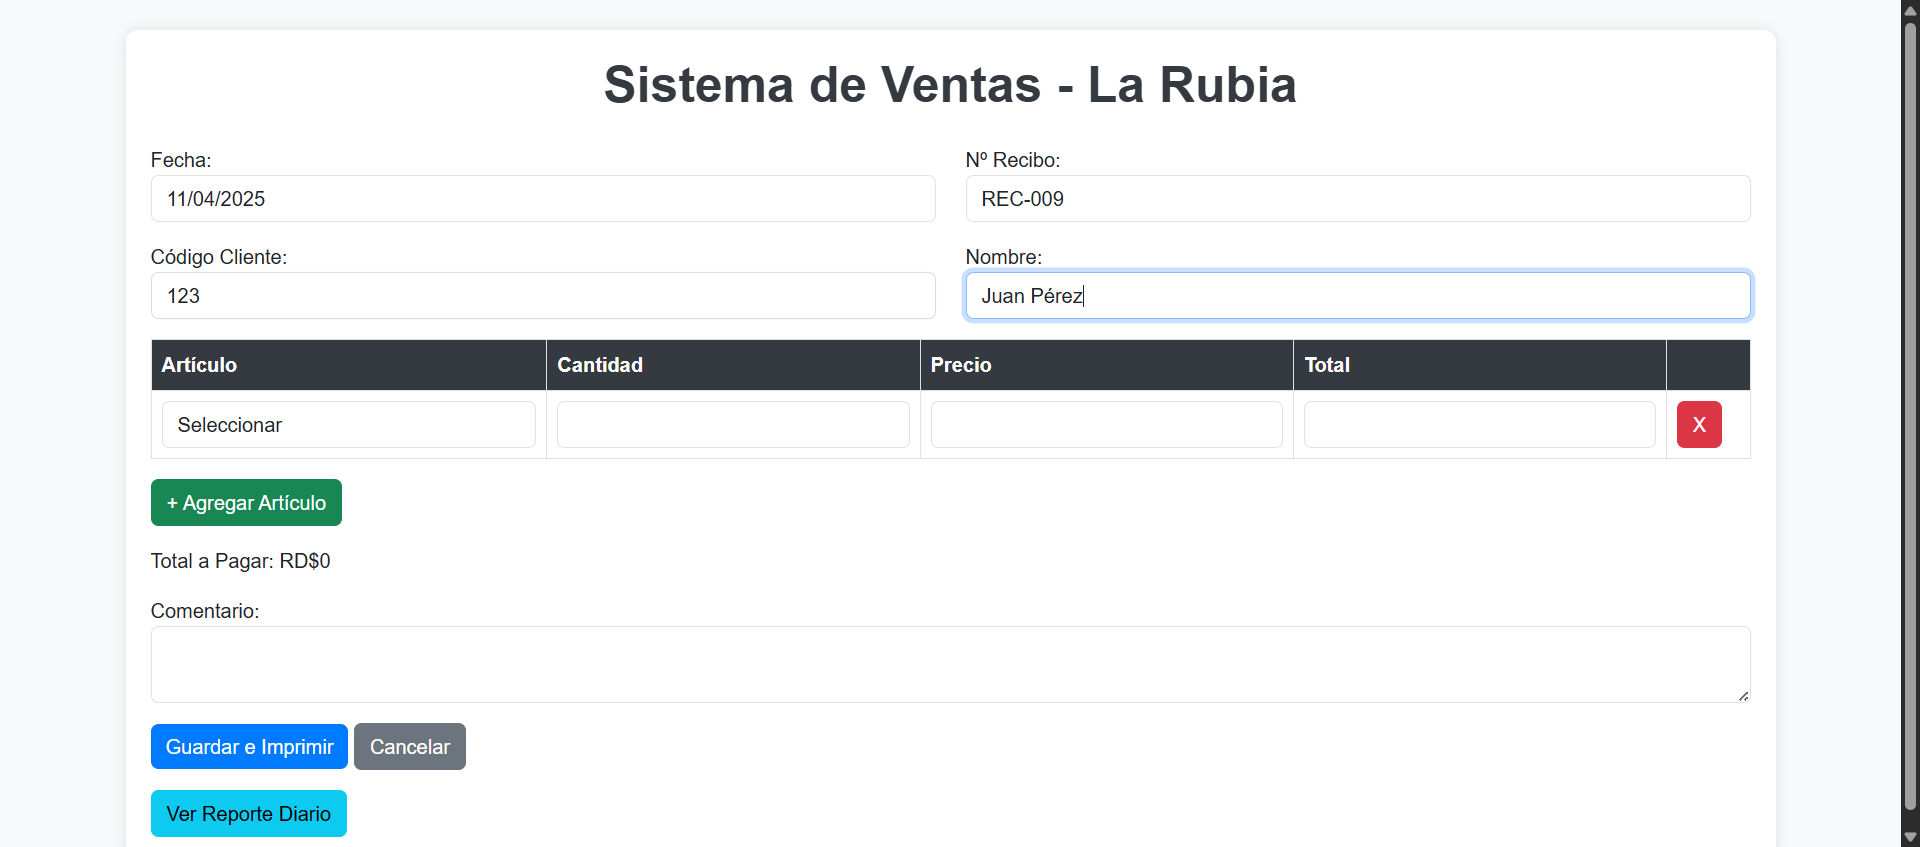 Sistema de Ventas - La Rubia
Fecha:
Nº Recibo:
11/04/2025
REC-009
Código Cliente:
Nombre:
123
Juan Pérez
Artículo Cantidad Precio Total
Seleccionar
X
+ Agregar Artículo
Total a Pagar: RD$0
Comentario:
Guardar e Imprimir
Cancelar
Ver Reporte Diario